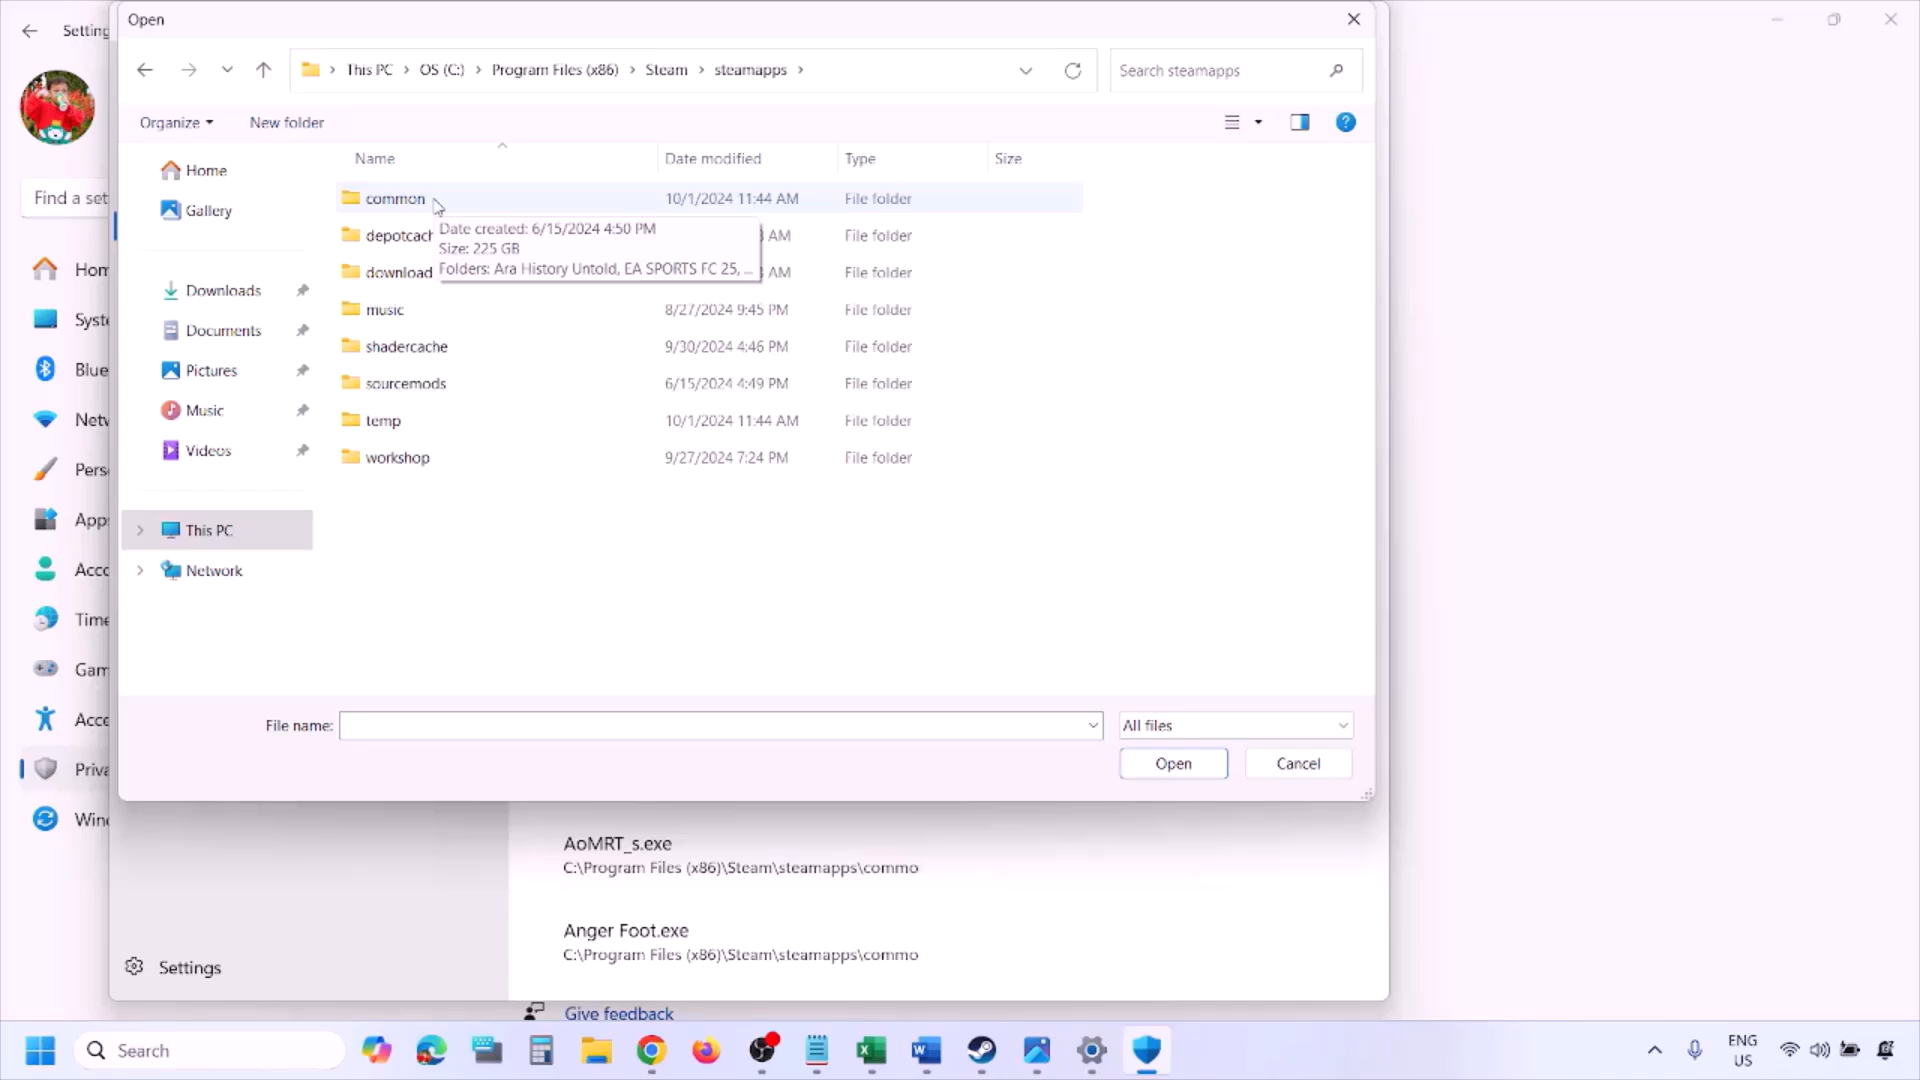 Open
This PC
OS (C:)
Program Files (x86)
Steam
steamapps
Search steamapps
Organize
New folder
Name
Date modified
Type
Size
Home
Gallery
Downloads
Documents
Pictures
Music
Videos
This PC
Network
common 10/1/2024 11:44 AM File folder
depotcach AM File folder
download AM File folder
music 8/27/2024 9:45 PM File folder
shadercache 9/30/2024 4:46 PM File folder
sourcemods 6/15/2024 4:49 PM File folder
temp 10/1/2024 11:44 AM File folder
workshop 9/27/2024 7:24 PM File folder
Date created: 6/15/2024 4:50 PM
Size: 225 GB
Folders: Ara History Untold, EA SPORTS FC 25, ...
File name:
All files
Open
Cancel
Setting
Find a set
Hom
Syste
Blue
Netw
Perso
Apps
Acco
Time
Gam
Acce
Priva
Wind
AoMRT_s.exe
C:\Program Files (x86)\Steam\steamapps\commo
Anger Foot.exe
C:\Program Files (x86)\Steam\steamapps\commo
Settings
Give feedback
Search
ENG
US